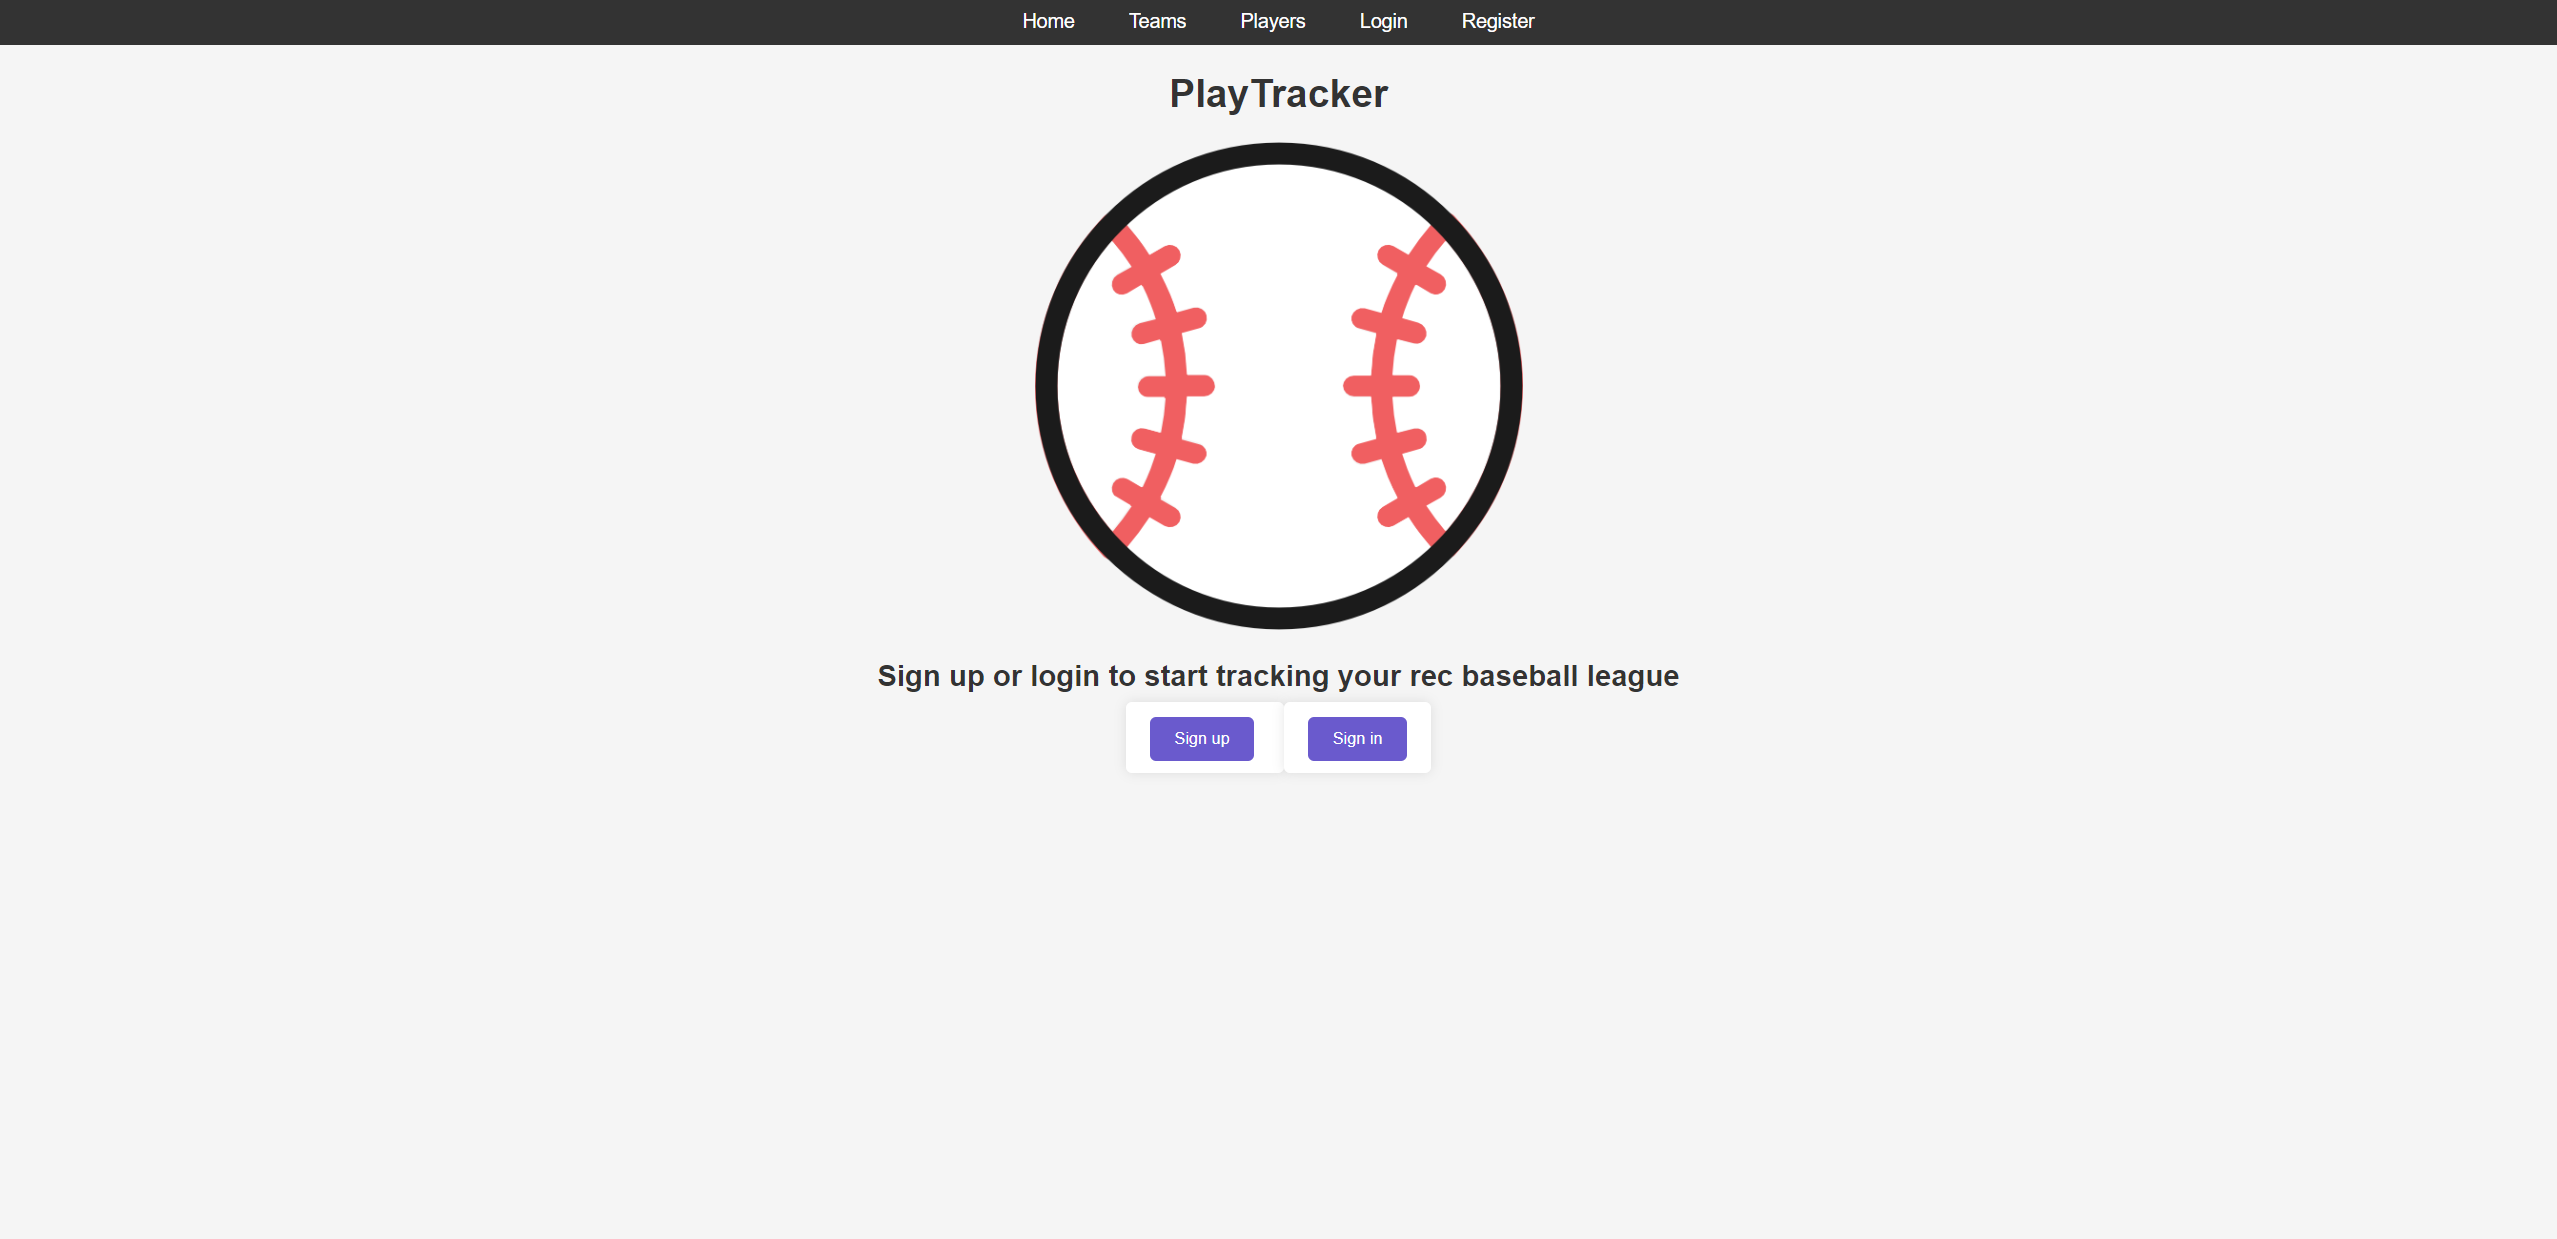 Home Teams Players Login Register
PlayTracker
Sign up or login to start tracking your rec baseball league
Sign up Sign in